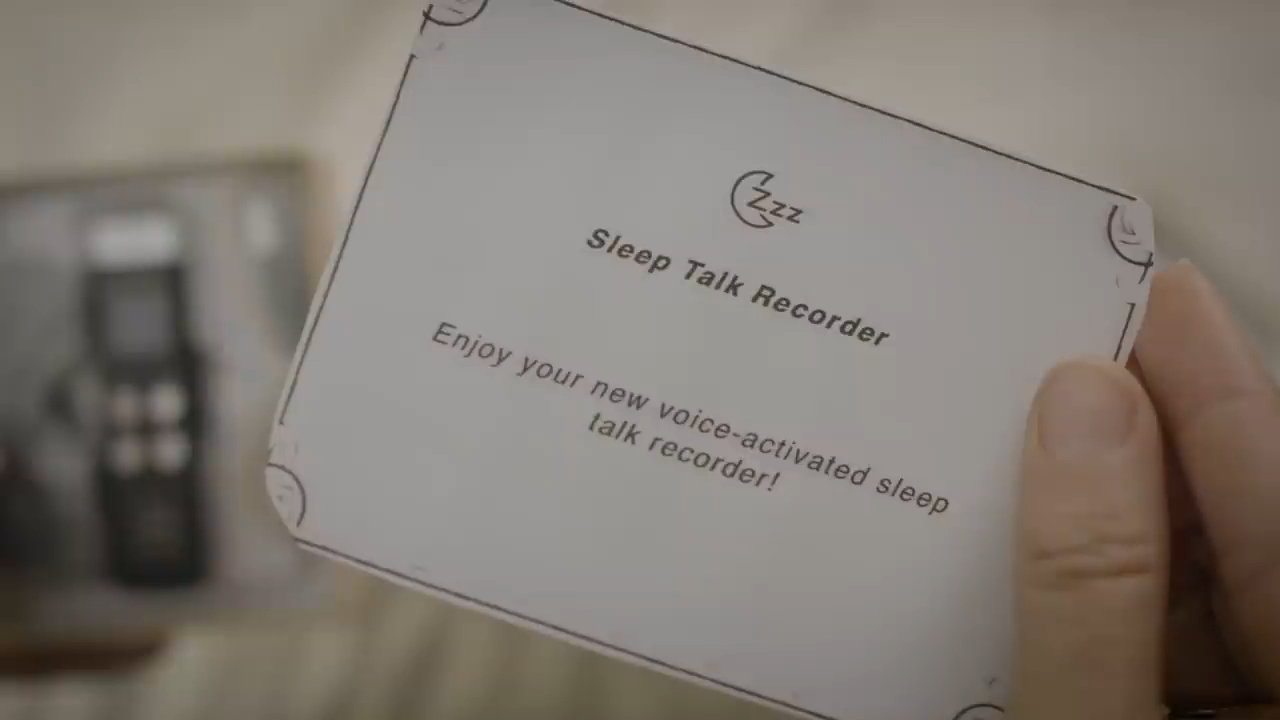 Zzz
Sleep Talk Recorder
Enjoy your new voice-activated sleep
talk recorder!